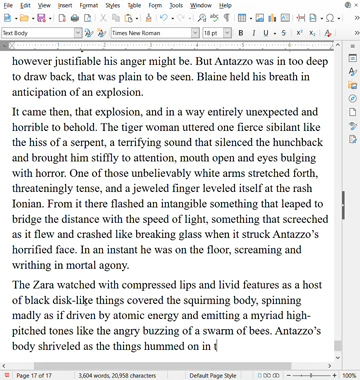 File Edit View Insert Format Styles Table Form Tools Window Help
Text Body Times New Roman 18 pt
however justifiable his anger might be. But Antazzo was in too deep
to draw back, that was plain to be seen. Blaine held his breath in
anticipation of an explosion.
It came then, that explosion, and in a way entirely unexpected and
horrible to behold. The tiger woman uttered one fierce sibilant like
the hiss of a serpent, a terrifying sound that silenced the hunchback
and brought him stiffly to attention, mouth open and eyes bulging
with horror. One of those unbelievably white arms stretched forth,
threateningly tense, and a jeweled finger leveled itself at the rash
Ionian. From it there flashed an intangible something that leaped to
bridge the distance with the speed of light, something that screeched
as it flew and crashed like breaking glass when it struck Antazzo's
horrified face. In an instant he was on the floor, screaming and
writhing in mortal agony.
The Zara watched with compressed lips and livid features as a host
of black disk-like things covered the squirming body, spinning
madly as if driven by atomic energy and emitting a myriad high-
pitched tones like the angry buzzing of a swarm of bees. Antazzo's
body shriveled as the things hummed on in t
Page 17 of 17 3,604 words, 20,958 characters Default Page Style 100%